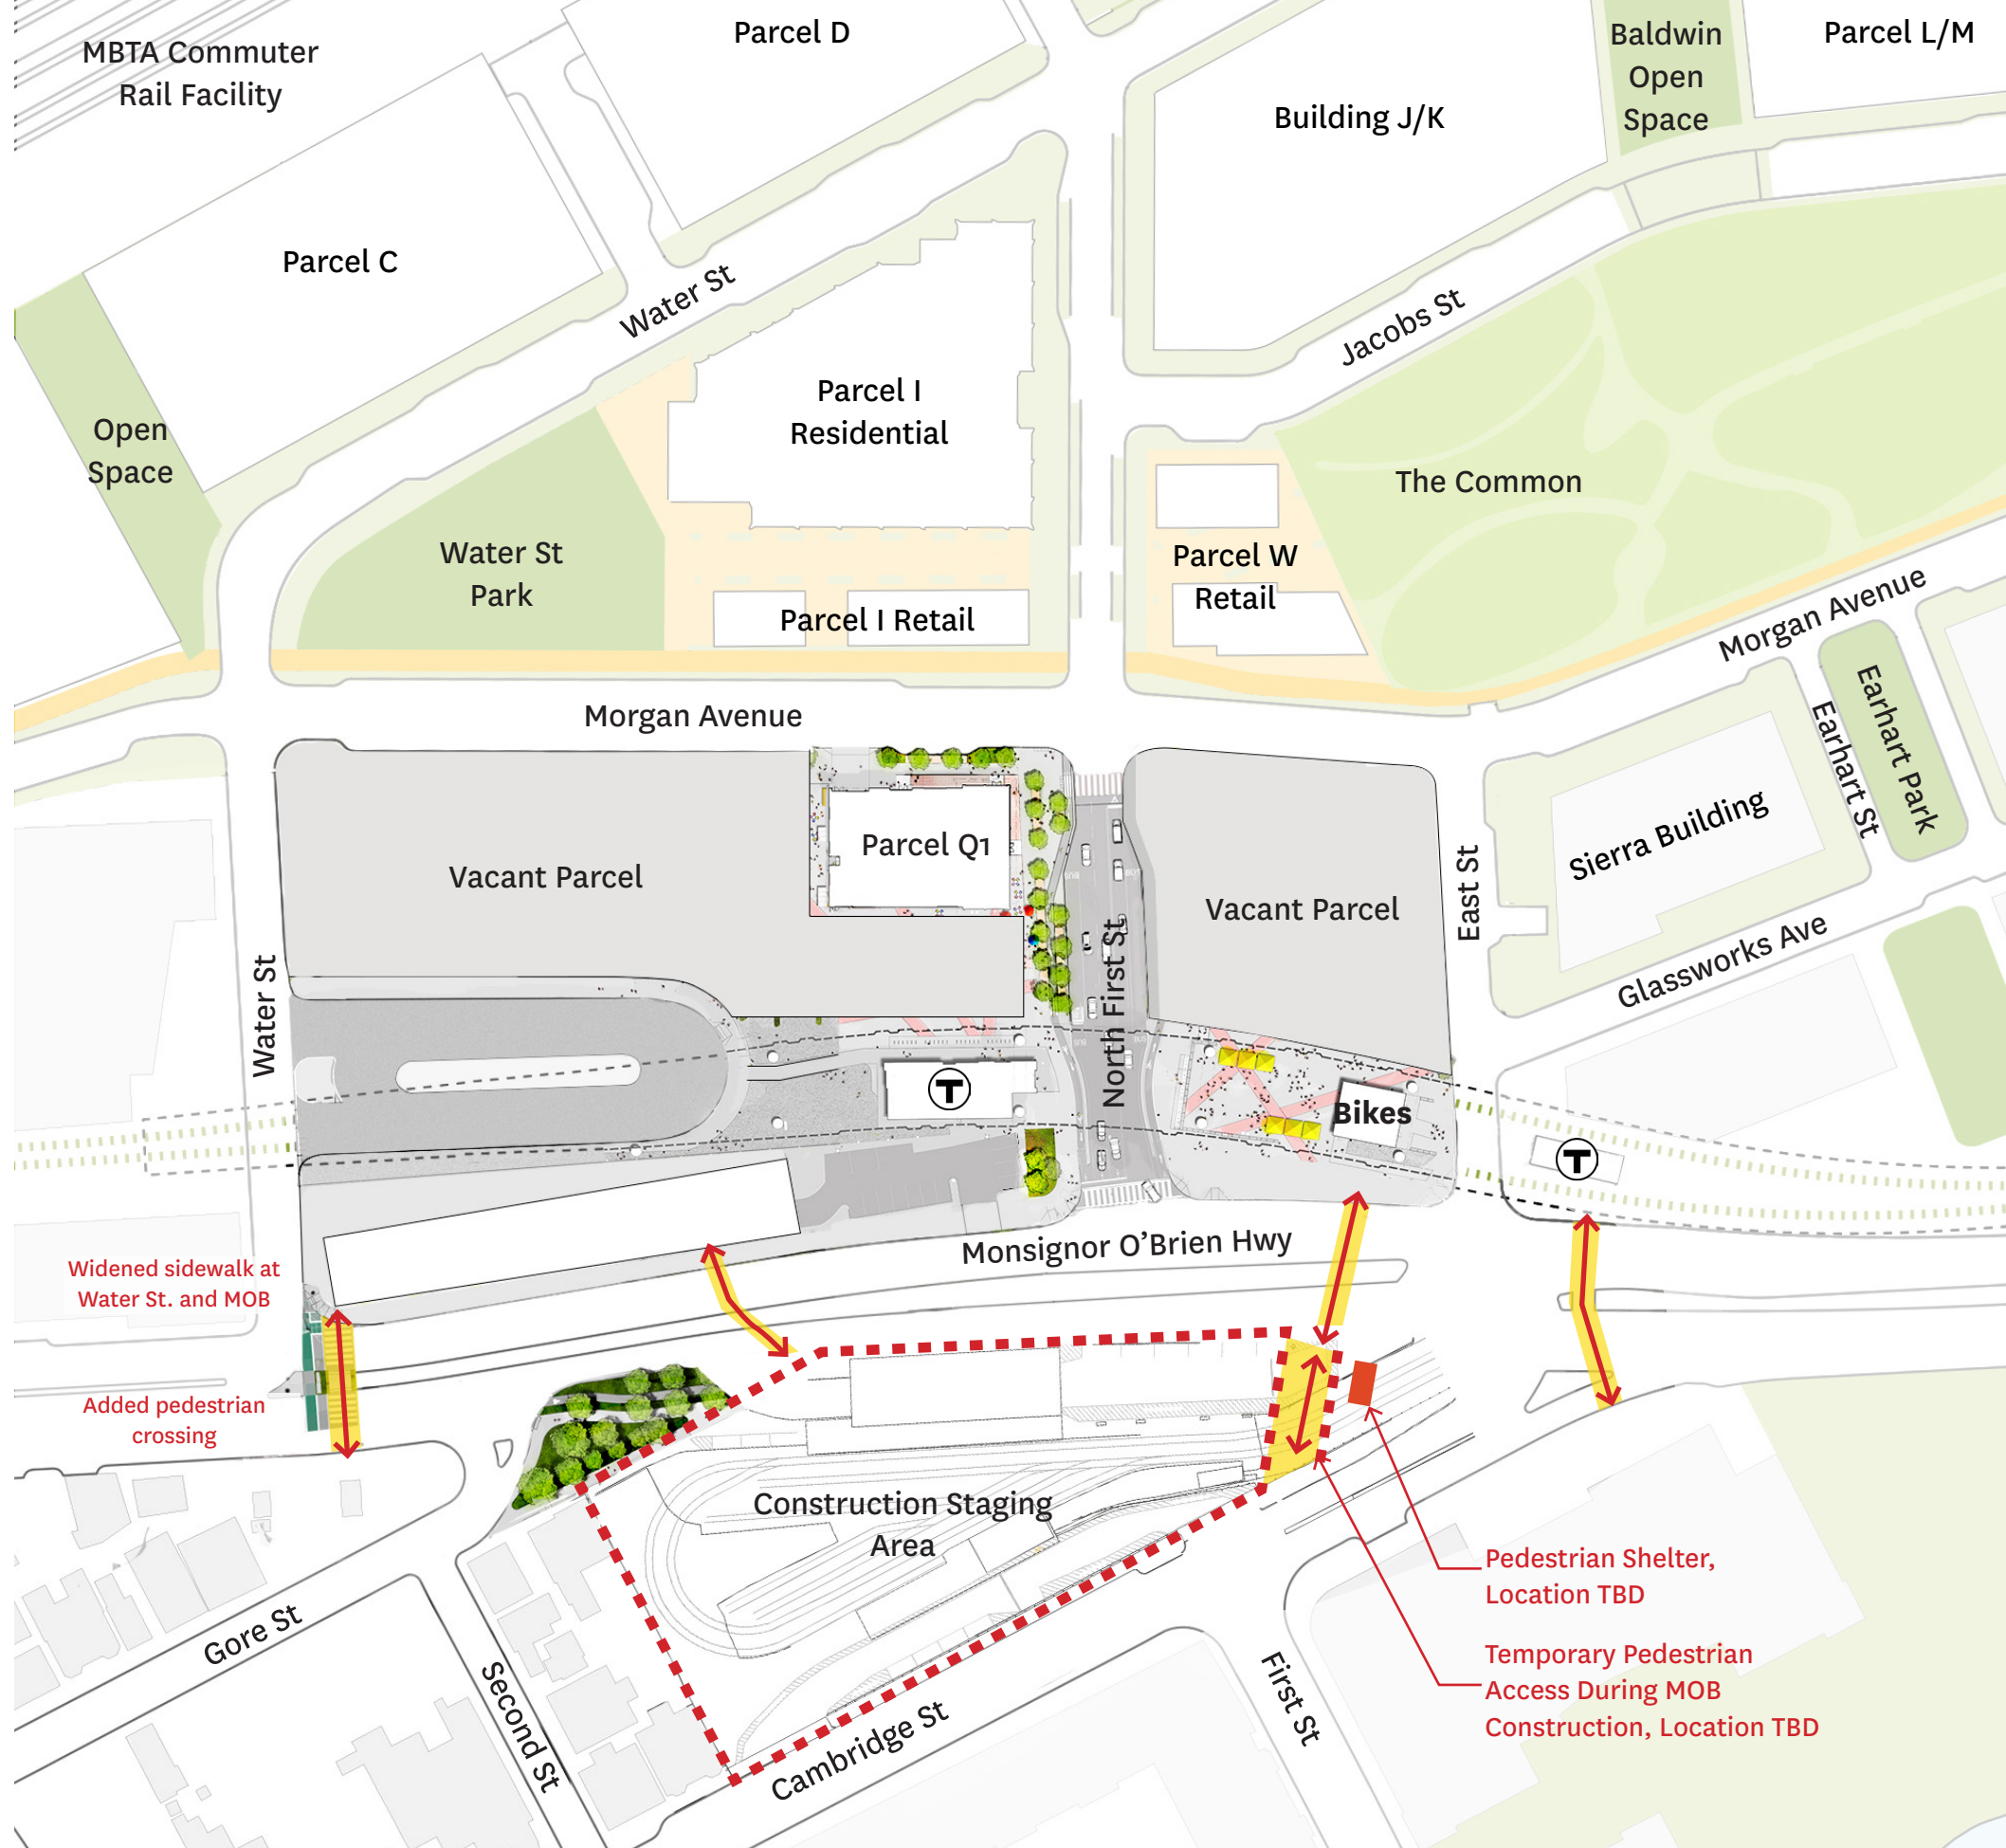 MBTA Commuter
Rail Facility
Parcel D
Baldwin
Open
Space
Parcel L/M
Building J/K
Parcel C
Water St
Jacobs St
Parcel I
Residential
Open
Space
The Common
Water St
Park
Parcel W
Retail
Parcel I Retail
Morgan Avenue
Morgan Avenue
Earhart St
Earhart Park
Parcel Q1
Vacant Parcel
Vacant Parcel
East St
Sierra Building
Glassworks Ave
Water St
North First St
BUS
BUS
BUS
BUS
T
Bikes
T
Monsignor O’Brien Hwy
Widened sidewalk at
Water St. and MOB
Added pedestrian
crossing
Construction Staging
Area
Pedestrian Shelter,
Location TBD
Temporary Pedestrian
Access During MOB
Construction, Location TBD
Gore St
Second St
Cambridge St
First St